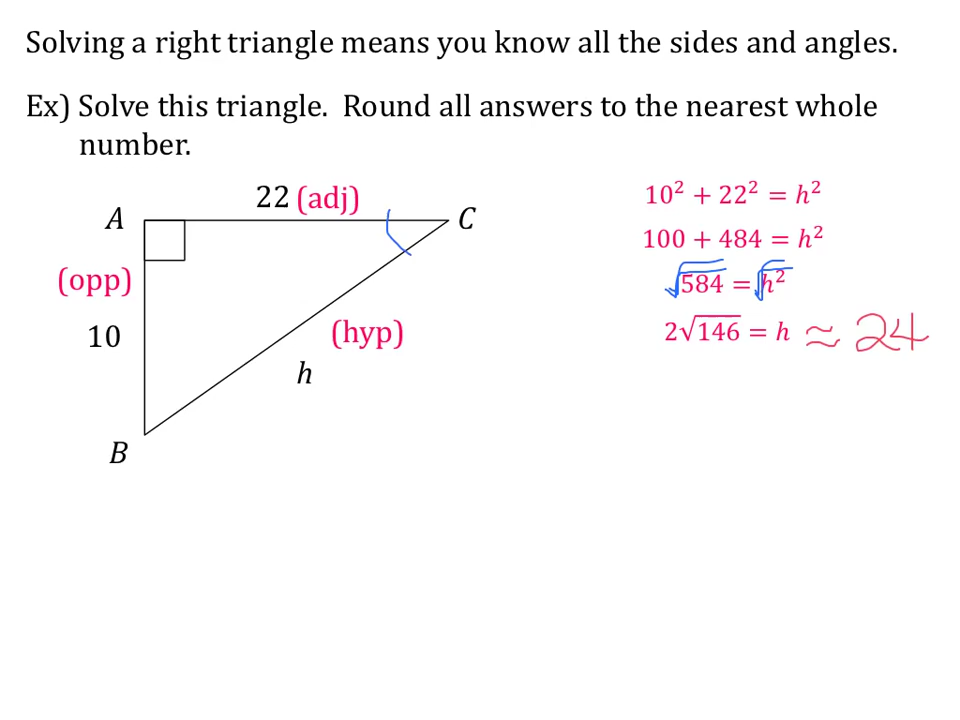 Solving a right triangle means you know all the sides and angles.
Ex) Solve this triangle. Round all answers to the nearest whole
number.
22 (adj)
A
C
(opp)
10
(hyp)
h
B
10² + 22² = h²
100 + 484 = h²
√584 = √h²
2√146 = h ≈ 24